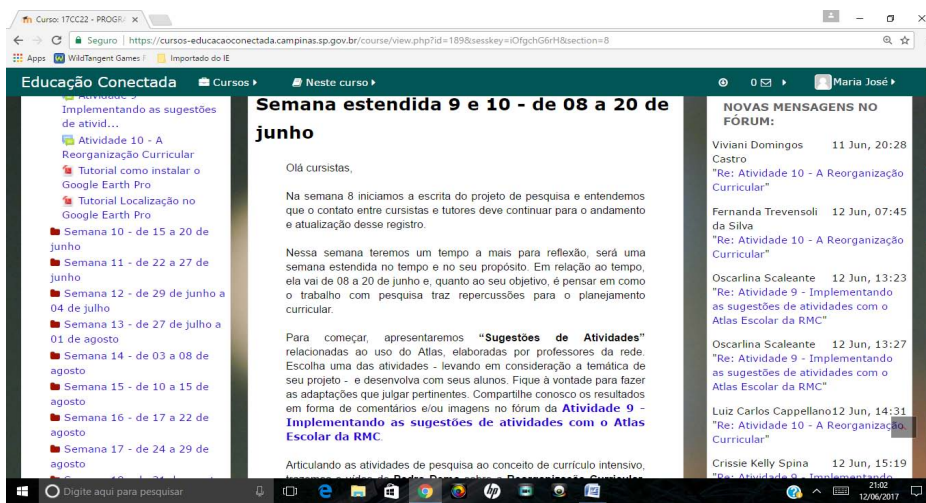 Curso: 17CC22 - PROGR
Seguro | https://cursos-educacaoconectada.campinas.sp.gov.br/course/view.php?id=189&sesskey=iOfgchG6rH&section=8
Apps WildTangent Games F Importado do IE
Educação Conectada Cursos Neste curso 0 Maria José
Atividade 9 -
Implementando as sugestões
de ativid...
Atividade 10 - A
Reorganização Curricular
Tutorial como instalar o
Google Earth Pro
Tutorial Localização no
Google Earth Pro
Semana 10 - de 15 a 20 de
junho
Semana 11 - de 22 a 27 de
junho
Semana 12 - de 29 de junho a
04 de julho
Semana 13 - de 27 de julho a
01 de agosto
Semana 14 - de 03 a 08 de
agosto
Semana 15 - de 10 a 15 de
agosto
Semana 16 - de 17 a 22 de
agosto
Semana 17 - de 24 a 29 de
agosto
Semana estendida 9 e 10 - de 08 a 20 de
junho
Olá cursistas,
Na semana 8 iniciamos a escrita do projeto de pesquisa e entendemos
que o contato entre cursistas e tutores deve continuar para o andamento
e atualização desse registro.
Nessa semana teremos um tempo a mais para reflexão, será uma
semana estendida no tempo e no seu propósito. Em relação ao tempo,
ela vai de 08 a 20 de junho e, quanto ao seu objetivo, é pensar em como
o trabalho com pesquisa traz repercussões para o planejamento
curricular.
Para começar, apresentaremos “Sugestões de Atividades”
relacionadas ao uso do Atlas, elaboradas por professores da rede.
Escolha uma das atividades - levando em consideração a temática de
seu projeto - e desenvolva com seus alunos. Fique à vontade para fazer
as adaptações que julgar pertinentes. Compartilhe conosco os resultados
em forma de comentários e/ou imagens no fórum da Atividade 9 -
Implementando as sugestões de atividades com o Atlas
Escolar da RMC.
Articulando as atividades de pesquisa ao conceito de currículo intensivo,
NOVAS MENSAGENS NO
FÓRUM:
Viviani Domingos 11 Jun, 20:28
Castro
"Re: Atividade 10 - A Reorganização
Curricular"
Fernanda Trevensoli 12 Jun, 07:45
da Silva
"Re: Atividade 10 - A Reorganização
Curricular"
Oscarlina Scaleante 12 Jun, 13:23
"Re: Atividade 9 - Implementando
as sugestões de atividades com o
Atlas Escolar da RMC"
Oscarlina Scaleante 12 Jun, 13:27
"Re: Atividade 9 - Implementando
as sugestões de atividades com o
Atlas Escolar da RMC"
Luiz Carlos Cappellano 12 Jun, 14:31
"Re: Atividade 10 - A Reorganização
Curricular"
Crissie Kelly Spina 12 Jun, 15:19
"Re: Atividade 9 - Implementando
Digite aqui para pesquisar
21:02
12/06/2017